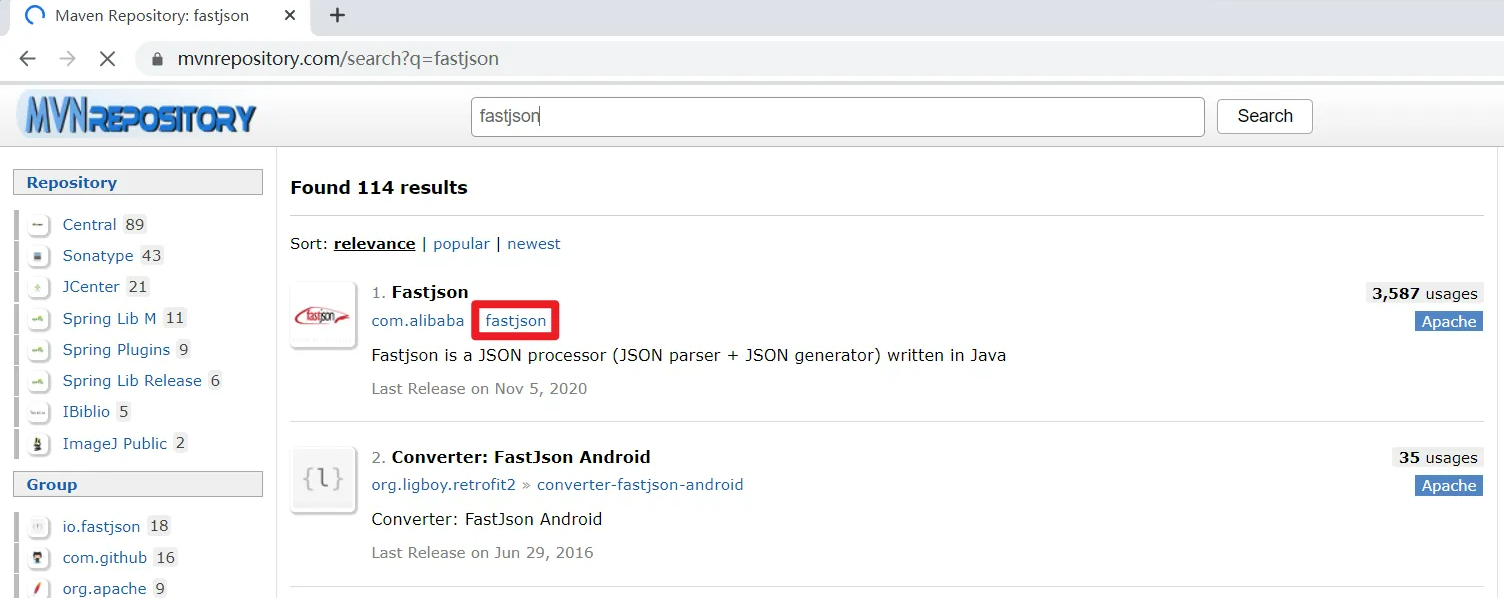 Maven Repository: fastjson
mvnrepository.com/search?q=fastjson
MVNREPOSITORY
fastjson
Search
Repository
Central 89
Sonatype 43
JCenter 21
Spring Lib M 11
Spring Plugins 9
Spring Lib Release 6
IBiblio 5
ImageJ Public 2
Group
io.fastjson 18
com.github 16
org.apache 9
Found 114 results
Sort: relevance | popular | newest
fastjson
1. Fastjson
3,587 usages
com.alibaba fastjson
Apache
Fastjson is a JSON processor (JSON parser + JSON generator) written in Java
Last Release on Nov 5, 2020
{l}
2. Converter: FastJson Android
35 usages
org.ligboy.retrofit2 » converter-fastjson-android
Apache
Converter: FastJson Android
Last Release on Jun 29, 2016